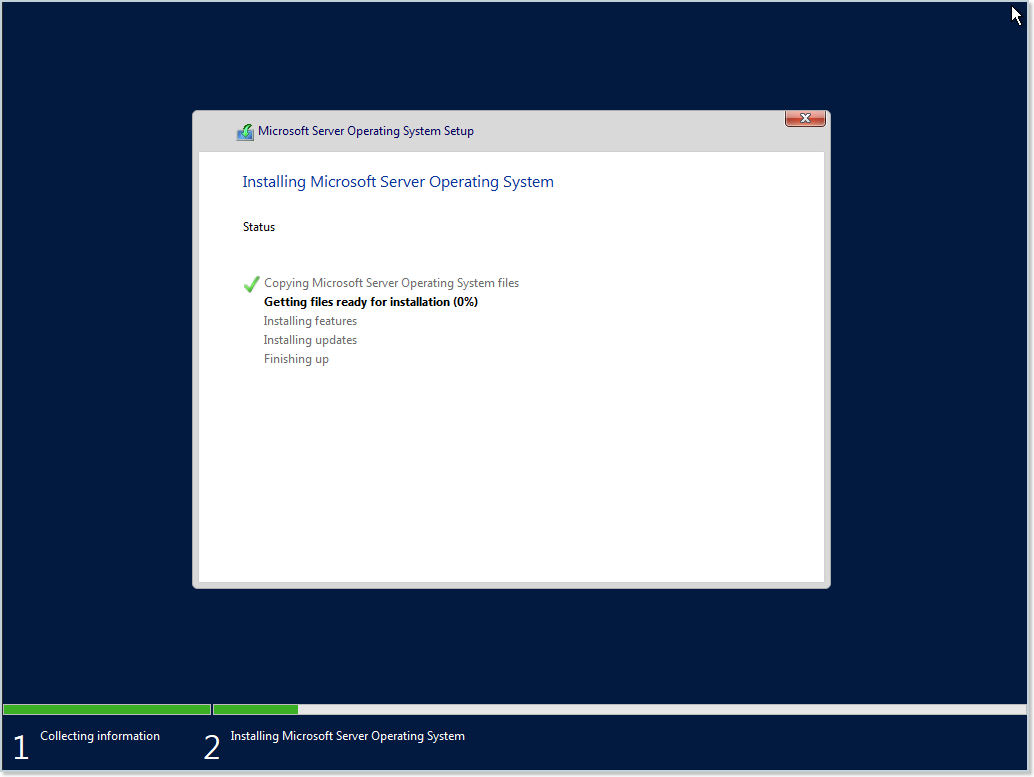 Microsoft Server Operating System Setup
Installing Microsoft Server Operating System
Status
Copying Microsoft Server Operating System files
Getting files ready for installation (0%)
Installing features
Installing updates
Finishing up
1 Collecting information
2 Installing Microsoft Server Operating System